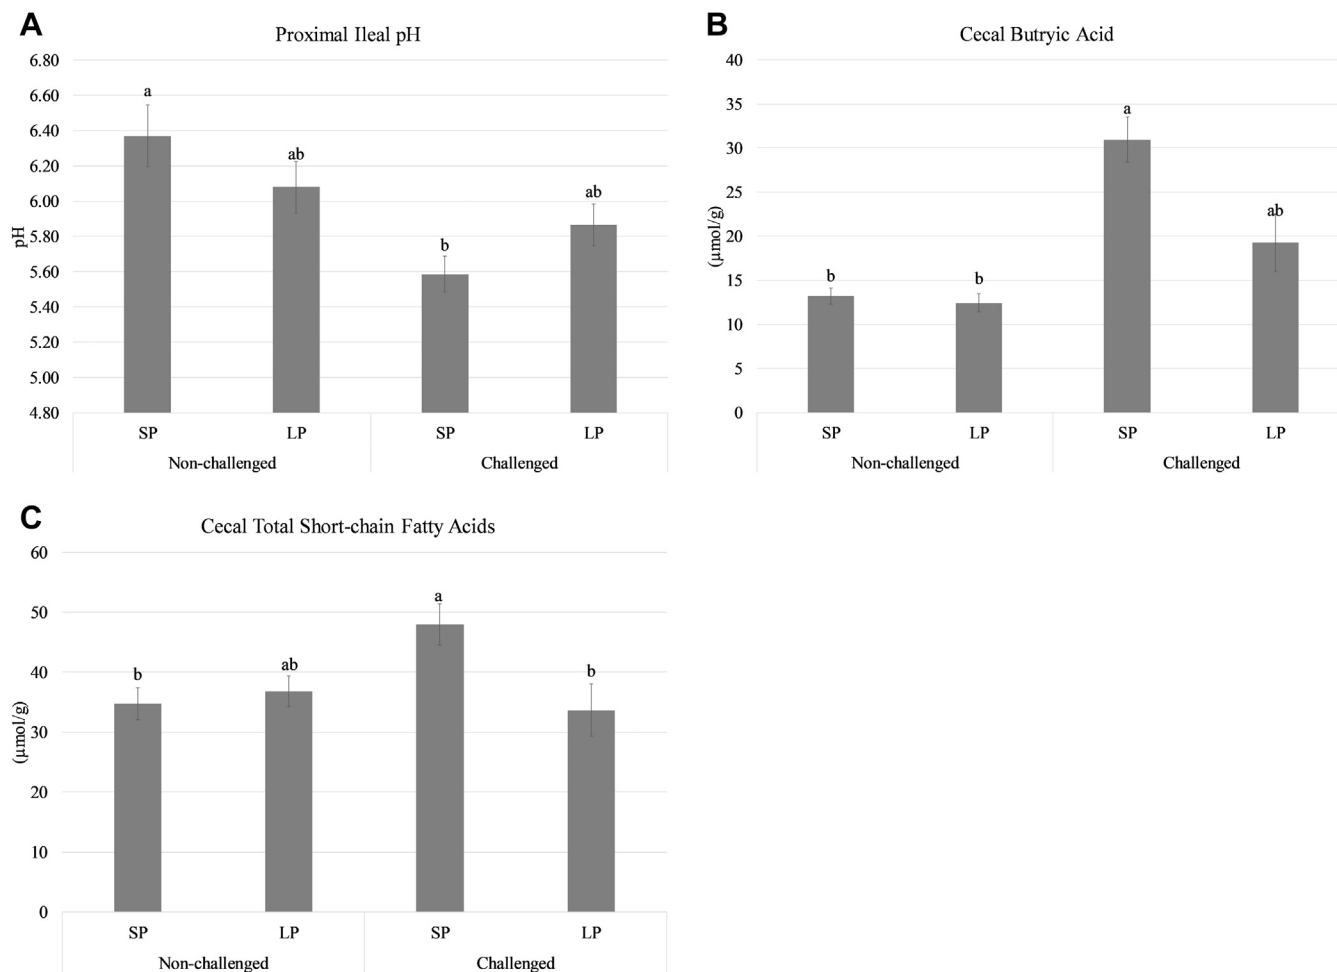 A
Proximal Ileal pH
6.80
6.60
6.40
6.20
6.00
5.80
5.60
5.40
5.20
5.00
4.80
pH
a
ab
b
ab
SP LP SP LP
Non-challenged Challenged
B
Cecal Butryic Acid
40
35
30
25
20
15
10
5
0
(µmol/g)
b
b
a
ab
SP LP SP LP
Non-challenged Challenged
C
Cecal Total Short-chain Fatty Acids
60
50
40
30
20
10
0
(µmol/g)
b
ab
a
b
SP LP SP LP
Non-challenged Challenged